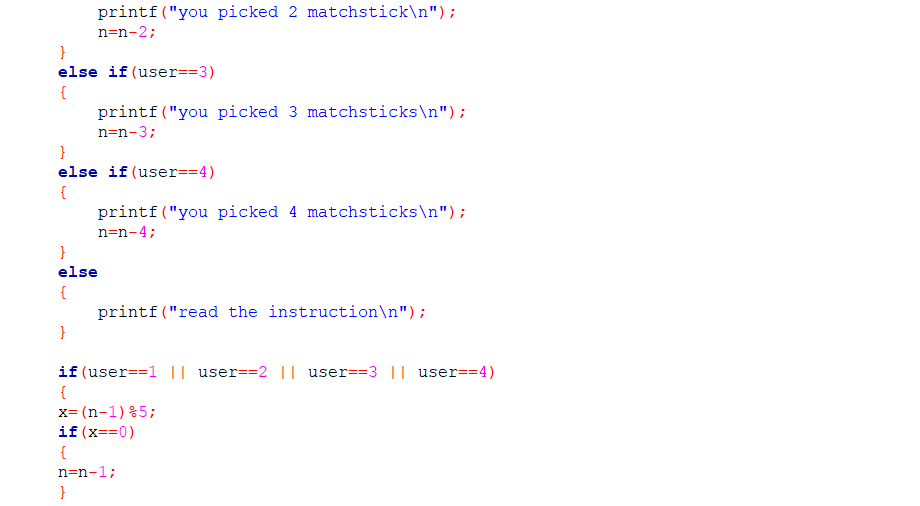 printf("you picked 2 matchstick\n");
n=n-2;
}
else if(user==3)
{
printf("you picked 3 matchsticks\n");
n=n-3;
}
else if(user==4)
{
printf("you picked 4 matchsticks\n");
n=n-4;
}
else
{
printf("read the instruction\n");
}
if(user==1 || user==2 || user==3 || user==4)
{
x=(n-1)%5;
if(x==0)
{
n=n-1;
}